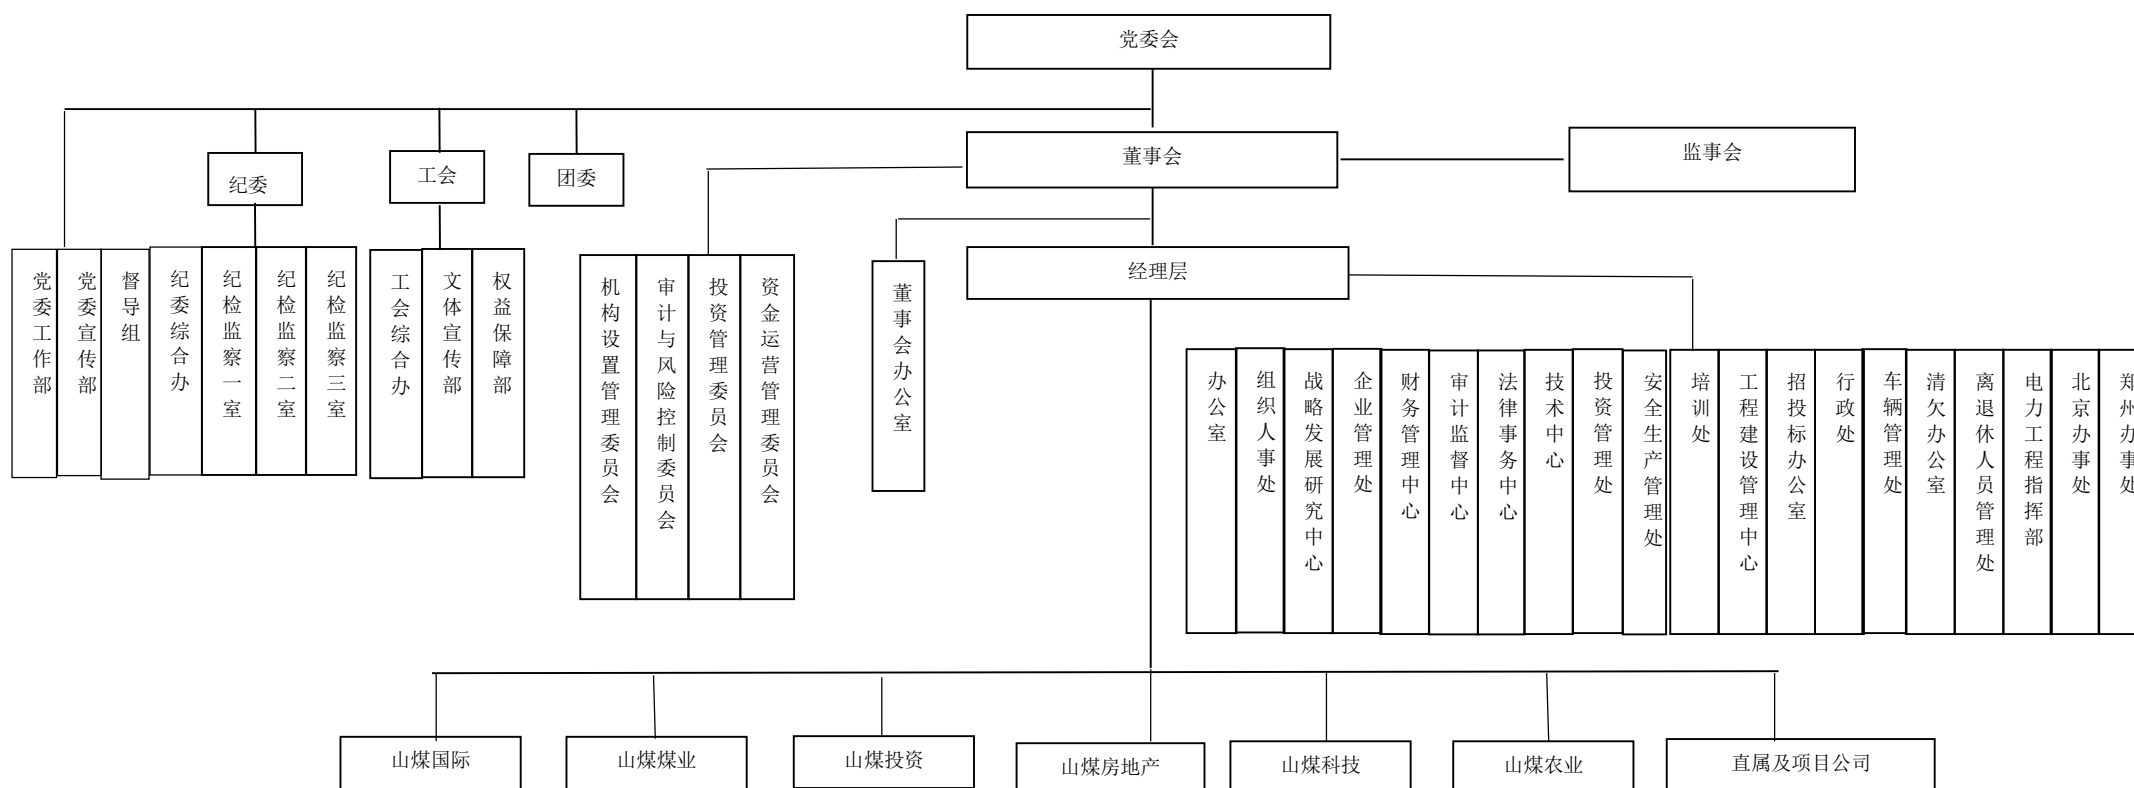 党委会
董事会
监事会
纪委
工会
团委
经理层
党委工作部
党委宣传部
督导组
纪委综合办
纪检监察一室
纪检监察二室
纪检监察三室
工会综合办
文体宣传部
权益保障部
机构设置管理委员会
审计与风险控制委员会
投资管理委员会
资金运营管理委员会
董事会办公室
办公室
组织人事处
战略发展研究中心
企业管理处
财务管理中心
审计监督中心
法律事务中心
技术中心
投资管理处
安全生产管理处
培训处
工程建设管理中心
招投标办公室
行政处
车辆管理处
清欠办公室
离退休人员管理处
电力工程指挥部
北京办事处
郑州办事处
山煤国际
山煤煤业
山煤投资
山煤房地产
山煤科技
山煤农业
直属及项目公司